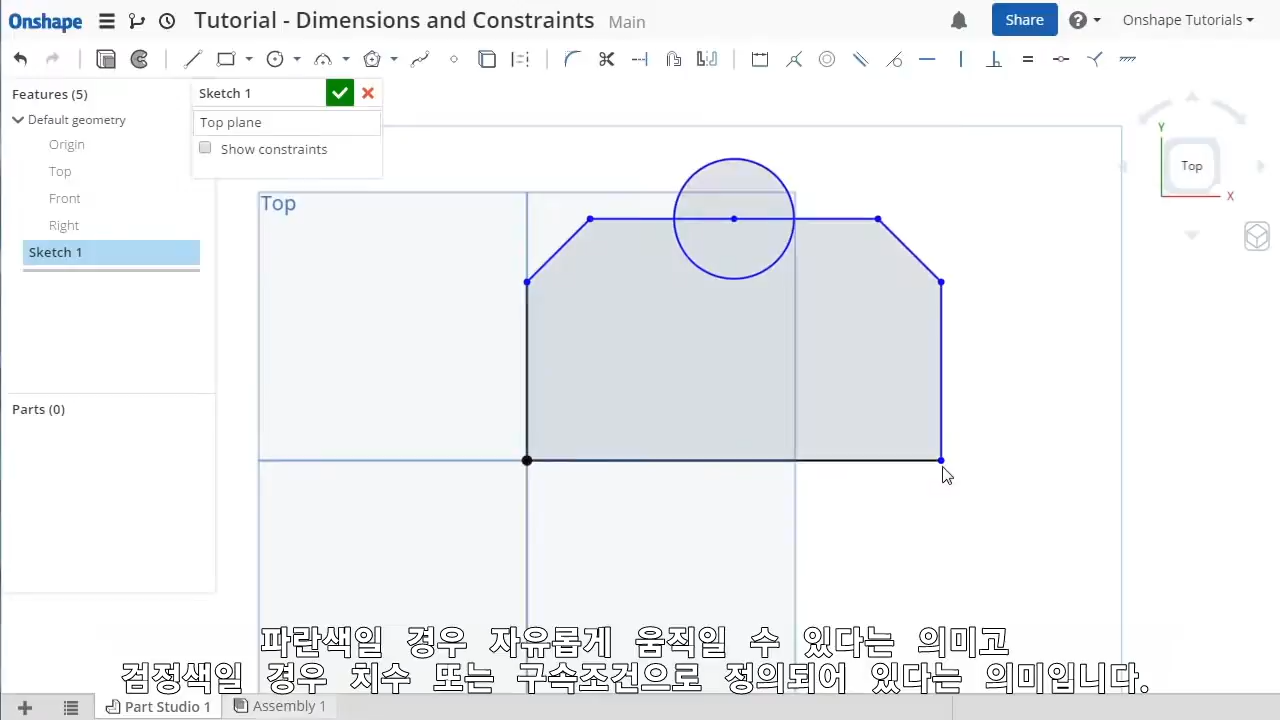 Onshape Tutorial - Dimensions and Constraints Main Share Onshape Tutorials
Features (5)
Sketch 1
Default geometry
Top plane
Origin
Show constraints
Top
Front
Right
Sketch 1
Parts (0)
Top
Y
Top
X
파란색일 경우 자유롭게 움직일 수 있다는 의미고
검정색일 경우 치수 또는 구속조건으로 정의되어 있다는 의미입니다.
Part Studio 1 Assembly 1